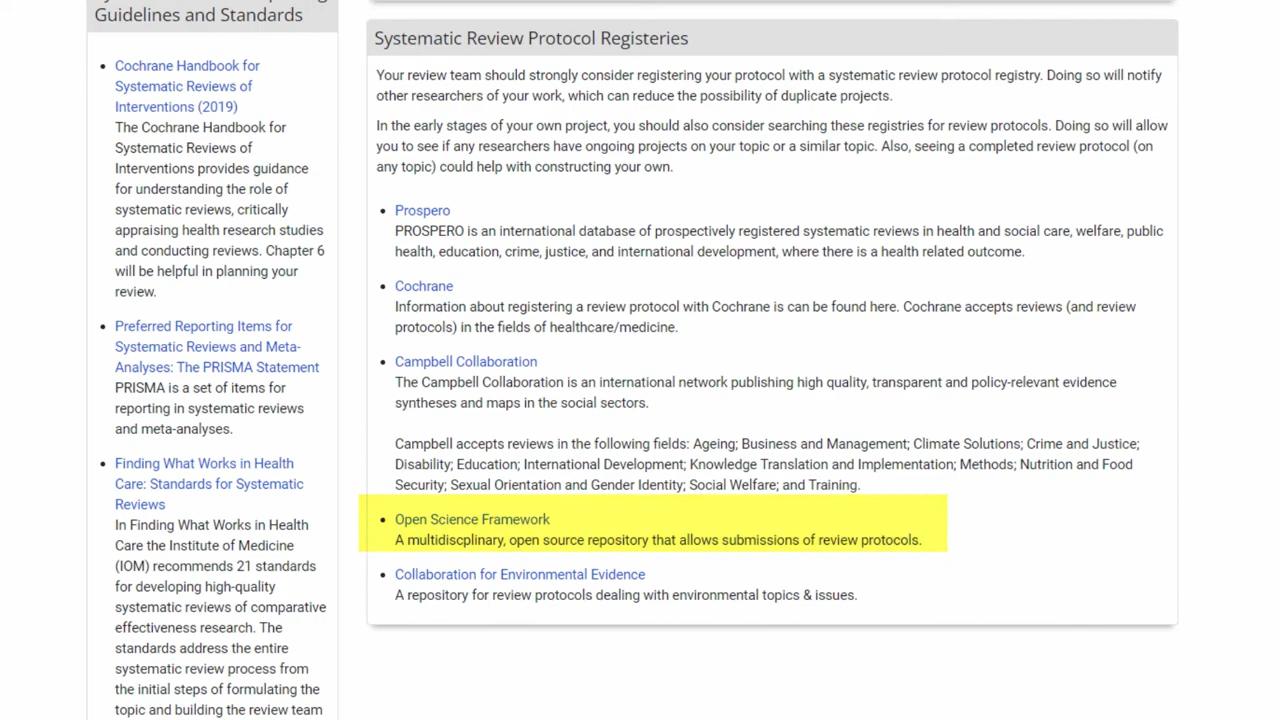 Guidelines and Standards
Cochrane Handbook for
Systematic Reviews of
Interventions (2019)
The Cochrane Handbook for
Systematic Reviews of
Interventions provides guidance
for understanding the role of
systematic reviews, critically
appraising health research studies
and conducting reviews. Chapter 6
will be helpful in planning your
review.
Preferred Reporting Items for
Systematic Reviews and Meta-
Analyses: The PRISMA Statement
PRISMA is a set of items for
reporting in systematic reviews
and meta-analyses.
Finding What Works in Health
Care: Standards for Systematic
Reviews
In Finding What Works in Health
Care the Institute of Medicine
(IOM) recommends 21 standards
for developing high-quality
systematic reviews of comparative
effectiveness research. The
standards address the entire
systematic review process from
the initial steps of formulating the
topic and building the review team
Systematic Review Protocol Registeries
Your review team should strongly consider registering your protocol with a systematic review protocol registry. Doing so will notify
other researchers of your work, which can reduce the possibility of duplicate projects.
In the early stages of your own project, you should also consider searching these registries for review protocols. Doing so will allow
you to see if any researchers have ongoing projects on your topic or a similar topic. Also, seeing a completed review protocol (on
any topic) could help with constructing your own.
Prospero
PROSPERO is an international database of prospectively registered systematic reviews in health and social care, welfare, public
health, education, crime, justice, and international development, where there is a health related outcome.
Cochrane
Information about registering a review protocol with Cochrane is can be found here. Cochrane accepts reviews (and review
protocols) in the fields of healthcare/medicine.
Campbell Collaboration
The Campbell Collaboration is an international network publishing high quality, transparent and policy-relevant evidence
syntheses and maps in the social sectors.
Campbell accepts reviews in the following fields: Ageing; Business and Management; Climate Solutions; Crime and Justice;
Disability; Education; International Development; Knowledge Translation and Implementation; Methods; Nutrition and Food
Security; Sexual Orientation and Gender Identity; Social Welfare; and Training.
Open Science Framework
A multidiscplinary, open source repository that allows submissions of review protocols.
Collaboration for Environmental Evidence
A repository for review protocols dealing with environmental topics & issues.